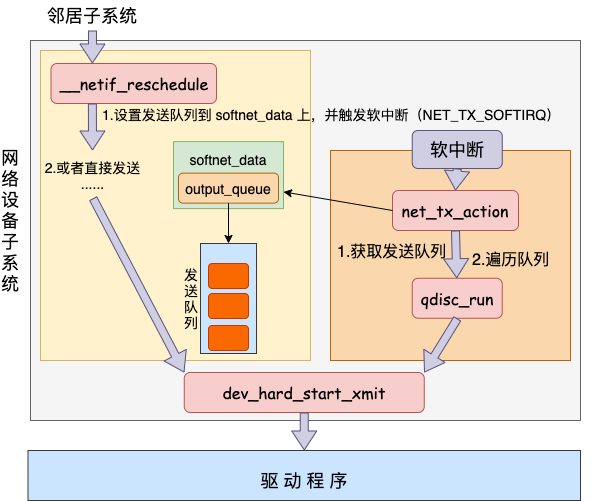 邻居子系统
__netif_reschedule
1.设置发送队列到 softnet_data 上，并触发软中断（NET_TX_SOFTIRQ）
网络设备子系统
2.或者直接发送
......
softnet_data
output_queue
发送队列
软中断
net_tx_action
1.获取发送队列
2.遍历队列
qdisc_run
dev_hard_start_xmit
驱动程序